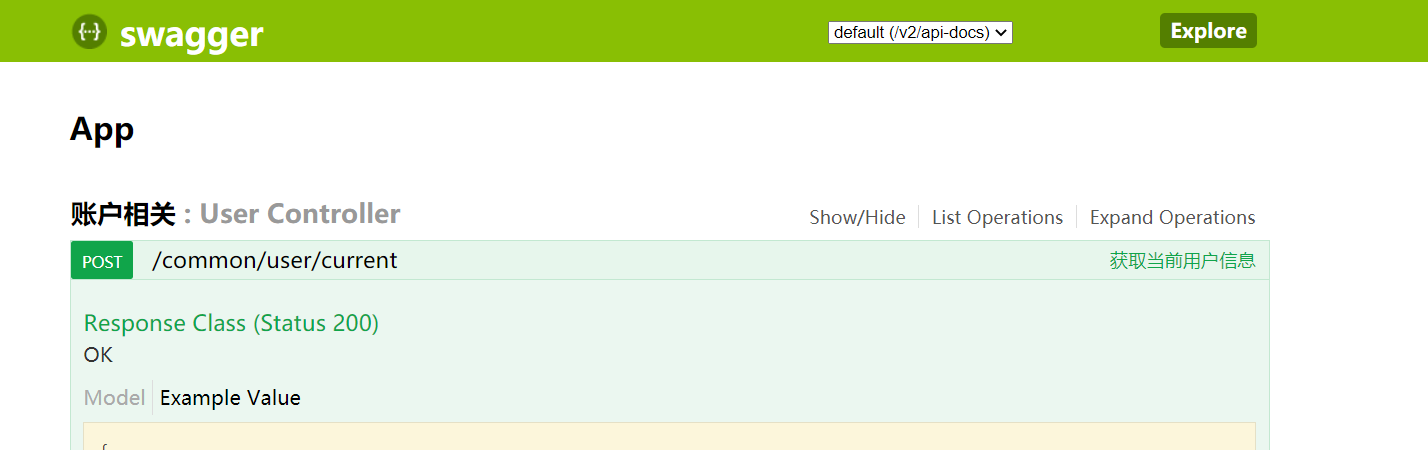 {···} swagger default (/v2/api-docs) Explore
App
账户相关 : User Controller Show/Hide List Operations Expand Operations
POST /common/user/current 获取当前用户信息
Response Class (Status 200)
OK
Model Example Value
{